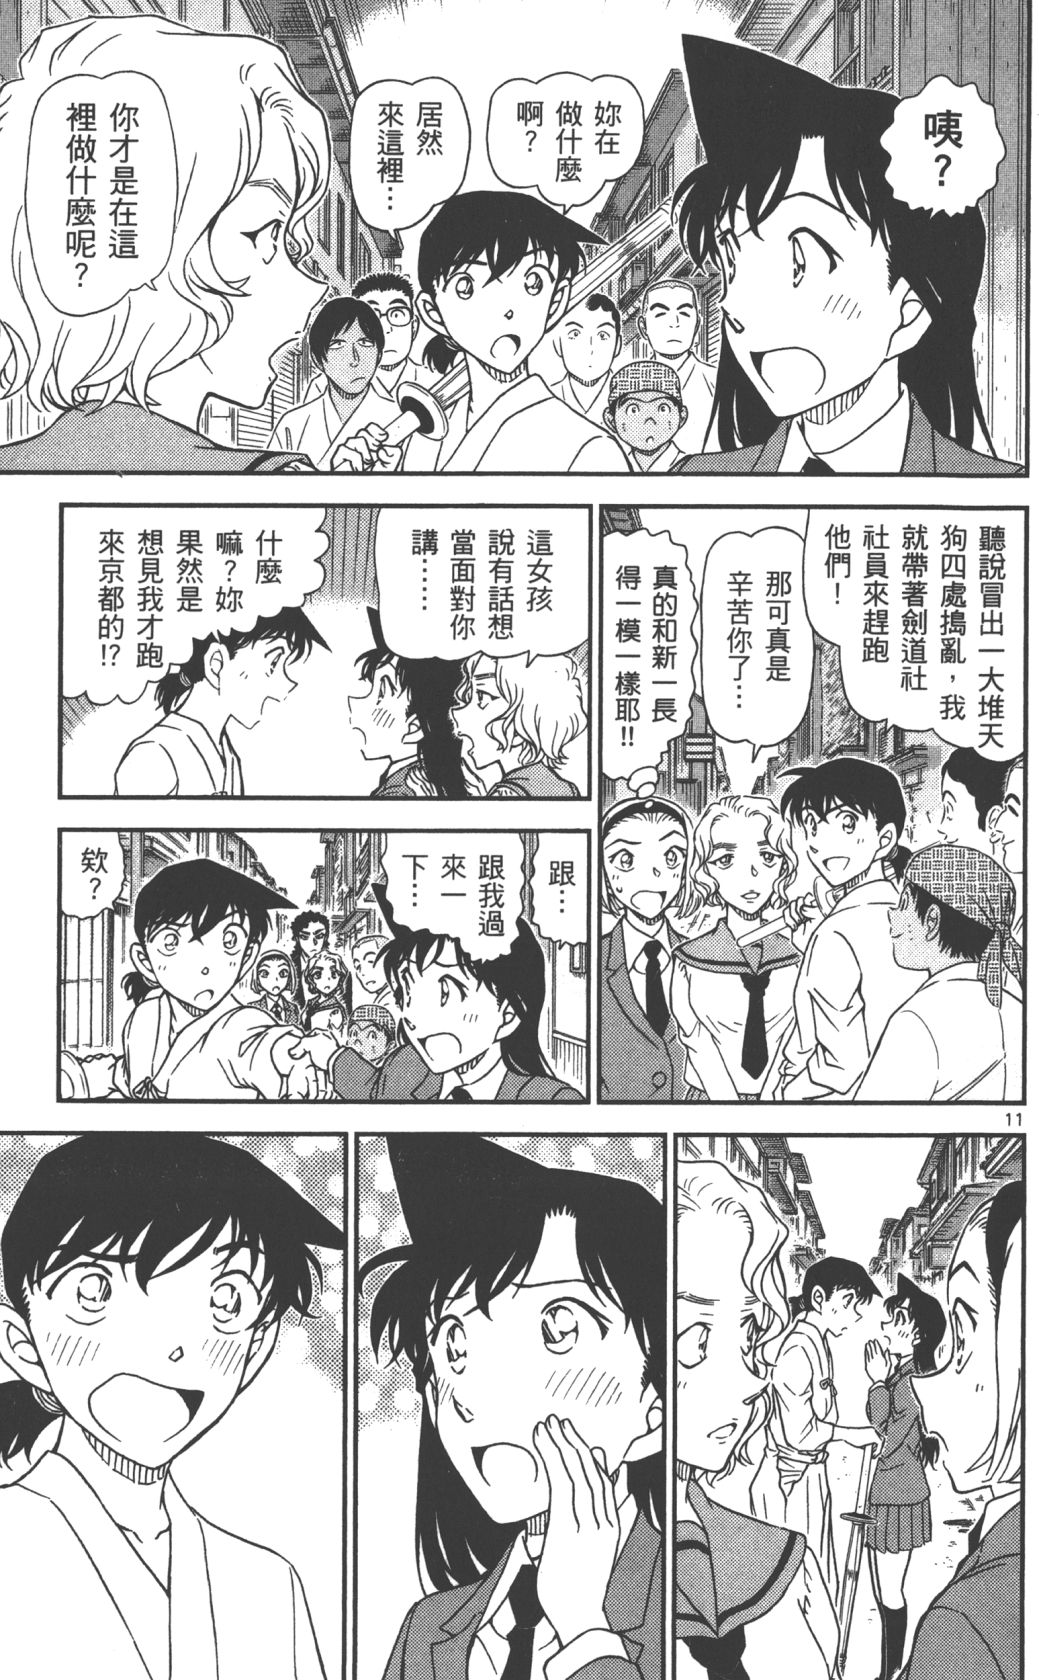 咦？
妳在
做什麼
啊？
居然
來這裡…
你才是在這
裡做什麼呢？
聽說冒出一大堆天
狗四處搗亂，我
就帶著劍道社
社員來趕跑
他們！
那可真是
辛苦你了…
真的和新一長
得一模一樣耶!!
這女孩
說有話想
當面對你
講……
什麼
嘛？妳
果然是
想見我才跑
來京都的!?
跟…
跟我過
來一
下…
欸？
11